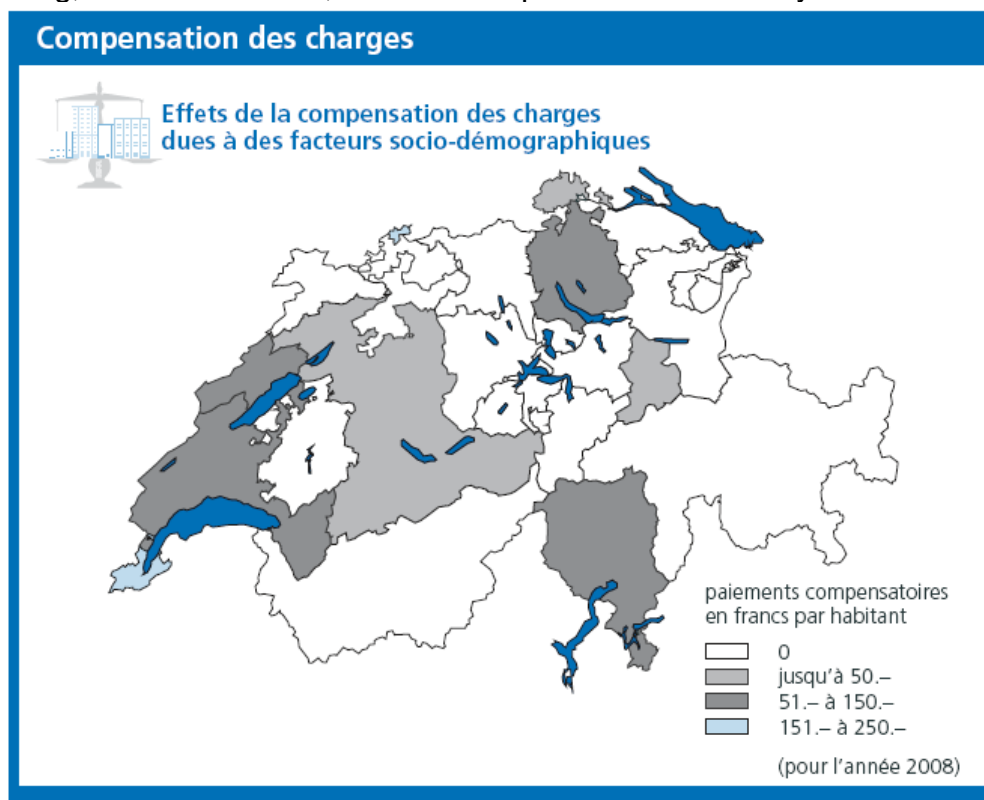 Compensation des charges
Effets de la compensation des charges
dues à des facteurs socio-démographiques
paiements compensatoires
en francs par habitant
0
jusqu'à 50.–
51.– à 150.–
151.– à 250.–
(pour l'année 2008)